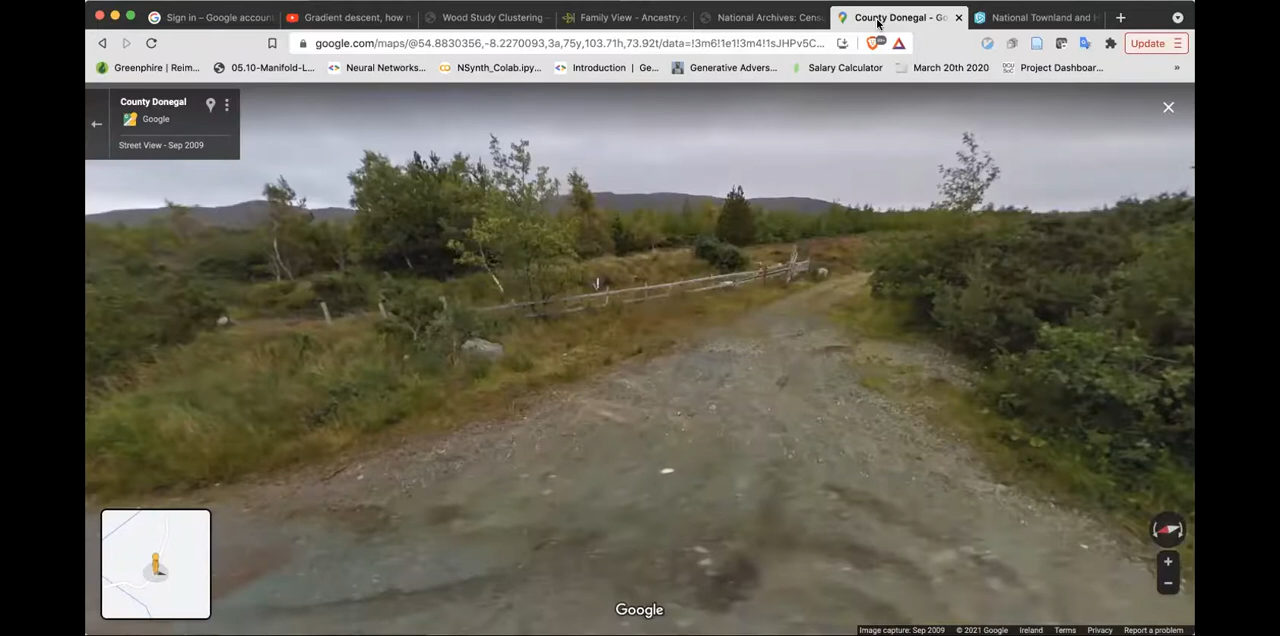 Sign in – Google accoun
Gradient descent, how n
Wood Study Clustering –
Family View - Ancestry.c
National Archives: Censu
County Donegal - Go
National Townland and H
google.com/maps/@54.8830356,-8.2270093,3a,75y,103.71h,73.92t/data=!3m6!1e1!3m4!1sJHPv5C...
Update
Greenphire | Reim...
05.10-Manifold-L...
Neural Networks...
NSynth_Colab.ipy...
Introduction | Ge...
Generative Advers...
Salary Calculator
March 20th 2020
Project Dashboar...
»
County Donegal
Google
Street View - Sep 2009
Google
Image capture: Sep 2009 © 2021 Google Ireland Terms Privacy Report a problem